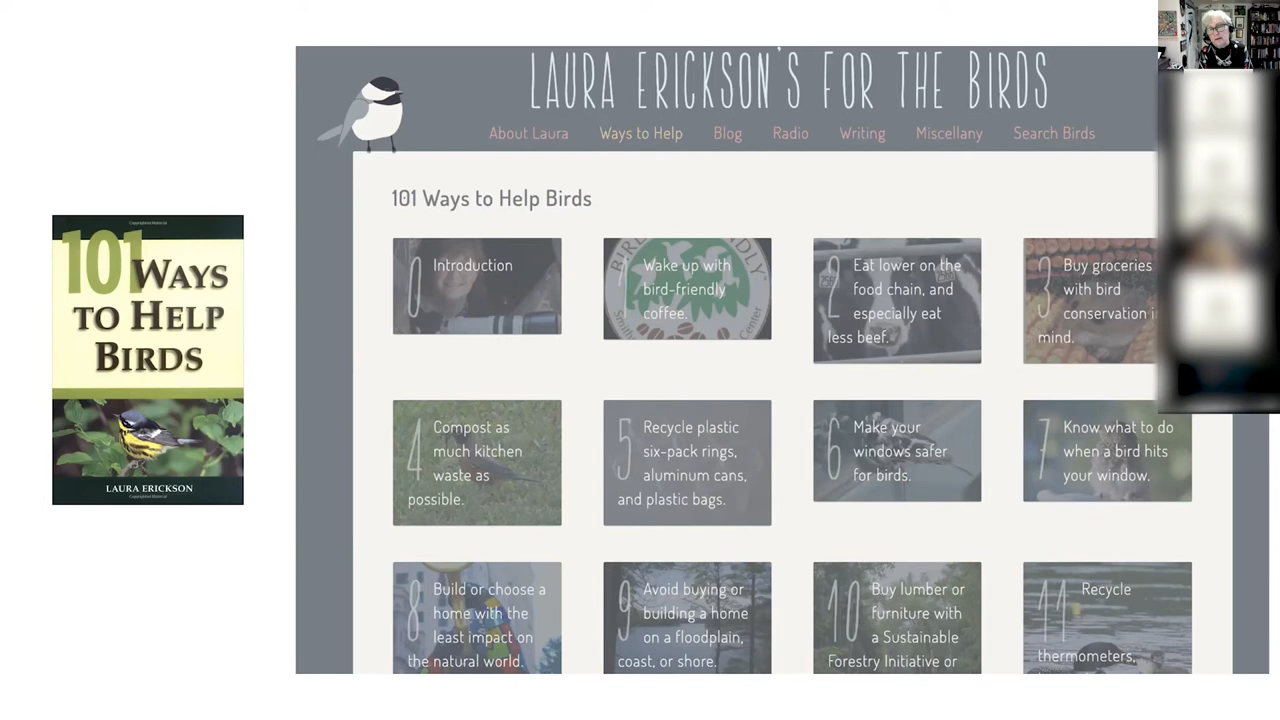 LAURA ERICKSON'S FOR THE BIRDS
About Laura Ways to Help Blog Radio Writing Miscellany Search Birds
101 Ways to Help Birds
0 Introduction
1 Wake up with
bird-friendly
coffee.
2 Eat lower on the
food chain, and
especially eat
less beef.
3 Buy groceries
with bird
conservation
mind.
4 Compost as
much kitchen
waste as
possible.
5 Recycle plastic
six-pack rings,
aluminum cans,
and plastic bags.
6 Make your
windows safer
for birds.
7 Know what to do
when a bird hits
your window.
8 Build or choose a
home with the
least impact on
the natural world.
9 Avoid buying or
building a home
on a floodplain,
coast, or shore.
10 Buy lumber or
furniture with
a Sustainable
Forestry Initiative or
11 Recycle
thermometers,
101 WAYS
TO HELP
BIRDS
LAURA ERICKSON